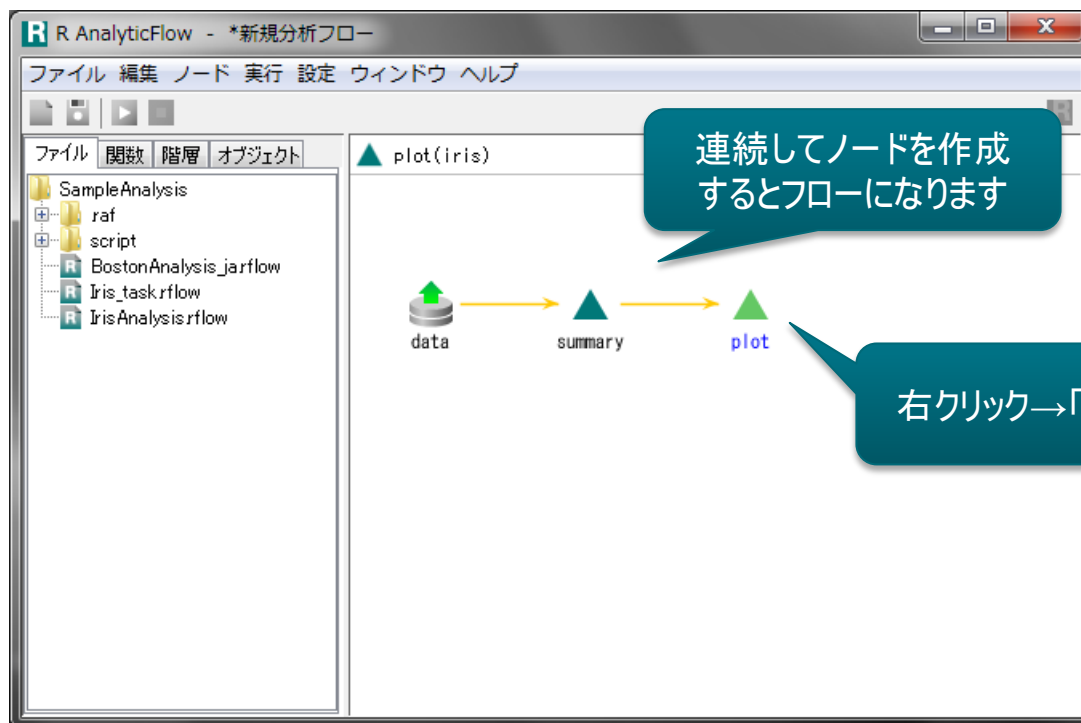 R AnalyticFlow - *新規分析フロー
ファイル 編集 ノード 実行 設定 ウィンドウ ヘルプ
ファイル 関数 階層 オブジェクト
SampleAnalysis
raf
script
BostonAnalysis_ja.rflow
Iris_task.rflow
IrisAnalysis.rflow
plot(iris)
連続してノードを作成
するとフローになります
data
summary
plot
右クリック→「